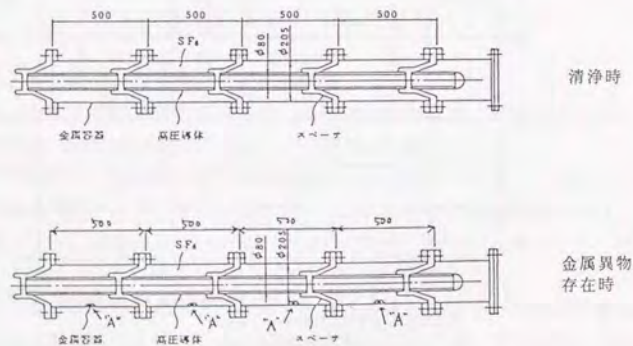 500 500 500 500
SF₆
φ80
φ205
清浄時
金属容器 高圧導体 スペーサ
500 500 500 500
SF₆
φ80
φ205
金属異物
存在時
"A" "A" "A" "A"
金属容器 高圧導体 スペーサ